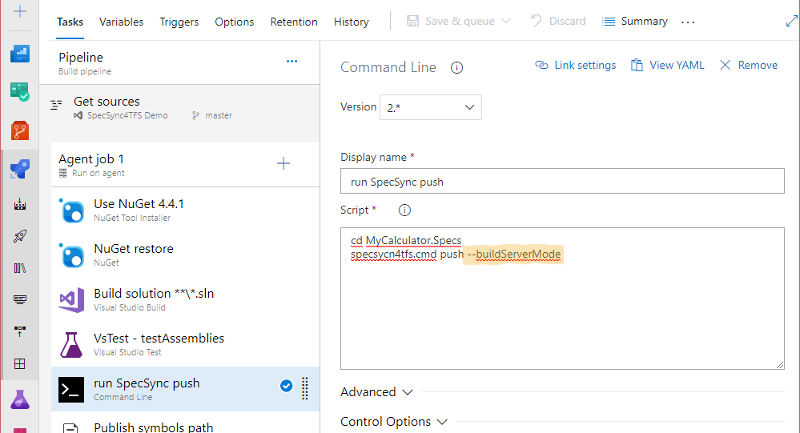 Tasks Variables Triggers Options Retention History Save & queue Discard Summary ...
Pipeline
Build pipeline
Get sources
SpecSync4TFS Demo master
Agent job 1
Run on agent
Use NuGet 4.4.1
NuGet Tool Installer
NuGet restore
NuGet
Build solution **\*.sln
Visual Studio Build
VsTest - testAssemblies
Visual Studio Test
run SpecSync push
Command Line
Publish symbols path
Command Line Link settings View YAML Remove
Version 2.*
Display name *
run SpecSync push
Script *
cd MyCalculator.Specs
specsycn4tfs.cmd push --buildServerMode
Advanced
Control Options